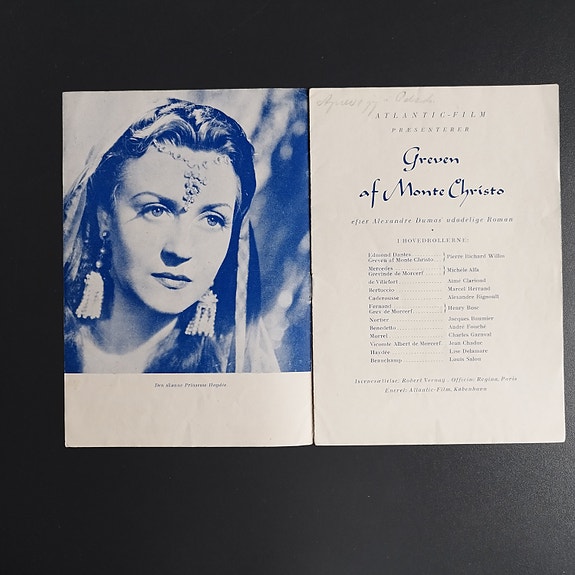 Den skønne Prinsesse Haydée.
ATLANTIC-FILM
PRÆSENTERER
Greven
af Monte Christo
efter Alexandre Dumas' udødelige Roman
I HOVEDROLLERNE:
Edmond Dantes
Greven af Monte Christo } Pierre Richard Willm
Mercedes
Grevinde de Morcerf } Michèle Alfa
de Villefort Aimé Clariond
Bertuccio Marcel Herrand
Caderousse Alexandre Rignault
Fernand
Grev de Morcerf } Henry Bosc
Nortier Jacques Baumier
Benedetto André Fouché
Morrel Charles Granval
Vicomte Albert de Morcerf Jean Chaduc
Haydée Lise Delamare
Beauchamp Louis Salou
Iscenesættelse: Robert Vernay · Officin: Regina, Paris
Eneret: Atlantic-Film, København